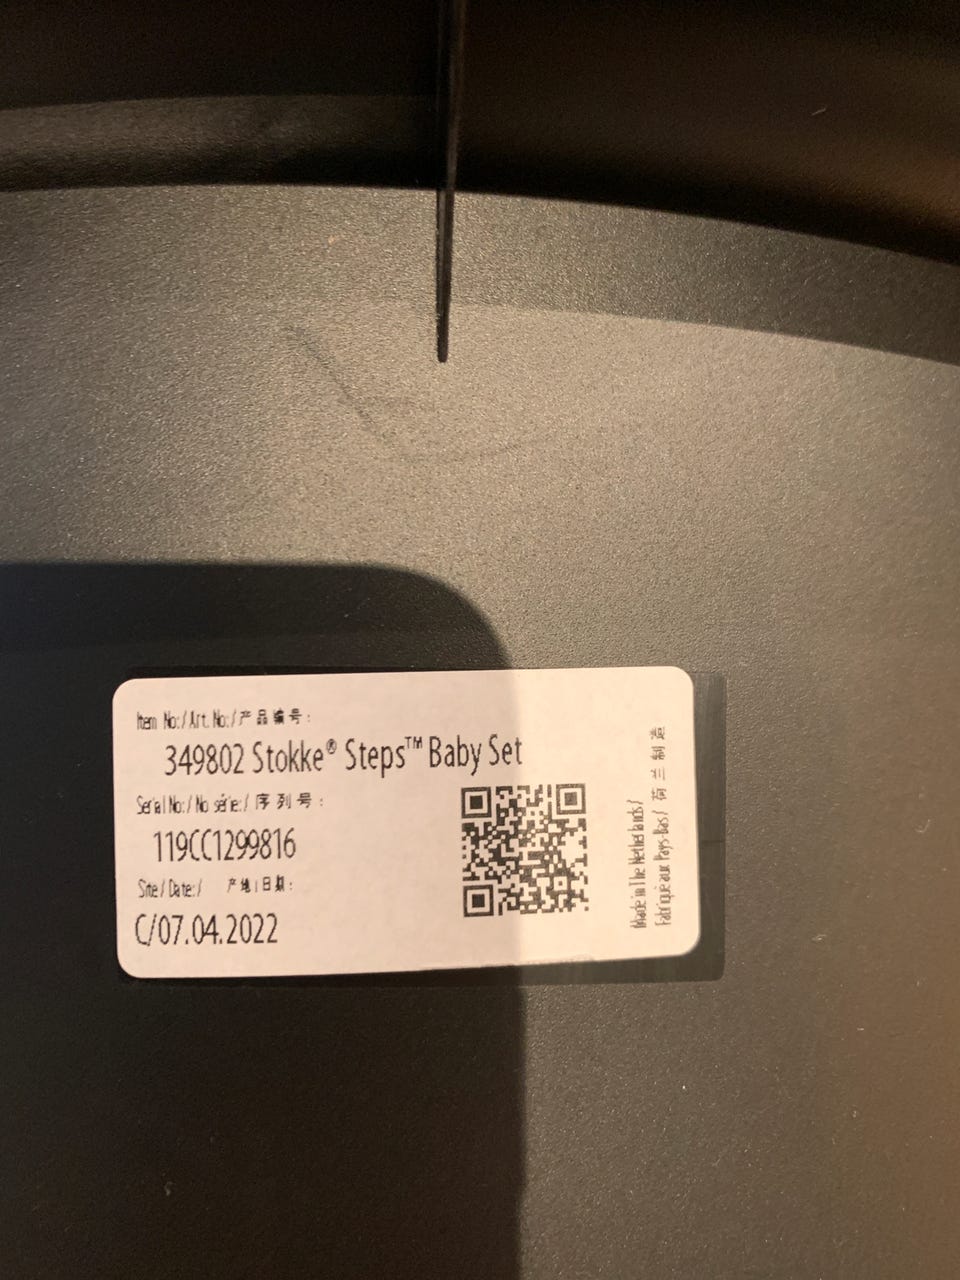 Item No:/Art. No:/产品编号:
349802 Stokke® Steps™ Baby Set
Serial No:/No série:/序列号:
119CC1299816
Site/Date:/ 产地|日期:
C/07.04.2022
Made in The Netherlands/
Fabriqué aux Pays-Bas/ 荷兰制造